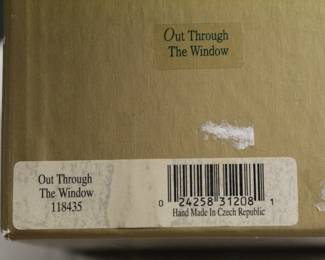 Out Through
The Window
Out Through
The Window
118435
0 24258 31208 1
Hand Made In Czech Republic